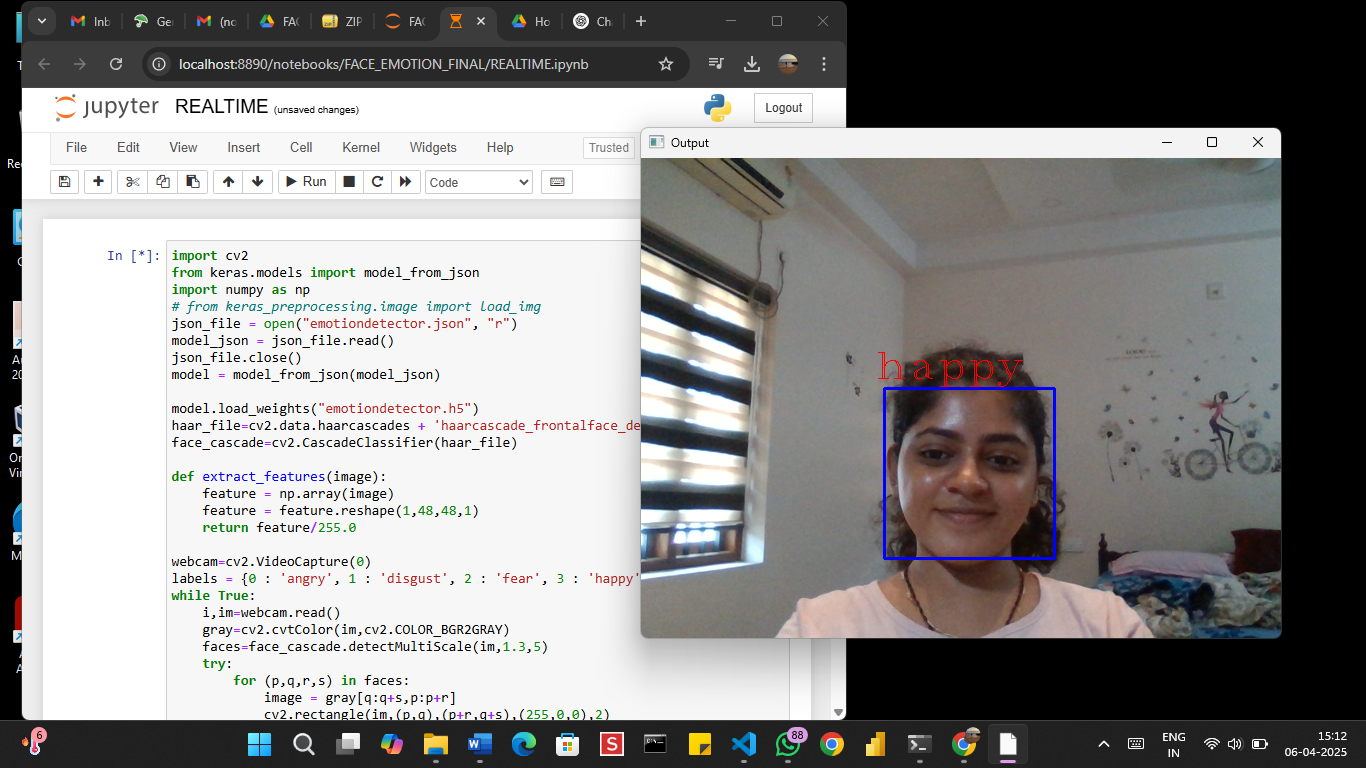 Inb
Ge
M (no
FAC
ZIP
FAC
Ho
Ch
localhost:8890/notebooks/FACE_EMOTION_FINAL/REALTIME.ipynb
jupyter REALTIME (unsaved changes)
Logout
File Edit View Insert Cell Kernel Widgets Help
Trusted
Run
Code
Output
In [*]:
import cv2
from keras.models import model_from_json
import numpy as np
# from keras_preprocessing.image import load_img
json_file = open("emotiondetector.json", "r")
model_json = json_file.read()
json_file.close()
model = model_from_json(model_json)
model.load_weights("emotiondetector.h5")
haar_file=cv2.data.haarcascades + 'haarcascade_frontalface_de
face_cascade=cv2.CascadeClassifier(haar_file)
def extract_features(image):
feature = np.array(image)
feature = feature.reshape(1,48,48,1)
return feature/255.0
webcam=cv2.VideoCapture(0)
labels = {0 : 'angry', 1 : 'disgust', 2 : 'fear', 3 : 'happy'
while True:
i,im=webcam.read()
gray=cv2.cvtColor(im,cv2.COLOR_BGR2GRAY)
faces=face_cascade.detectMultiScale(im,1.3,5)
try:
for (p,q,r,s) in faces:
image = gray[q:q+s,p:p+r]
cv2.rectangle(im,(p,q),(p+r,q+s),(255,0,0),2)
happy
6
88
ENG
IN
15:12
06-04-2025